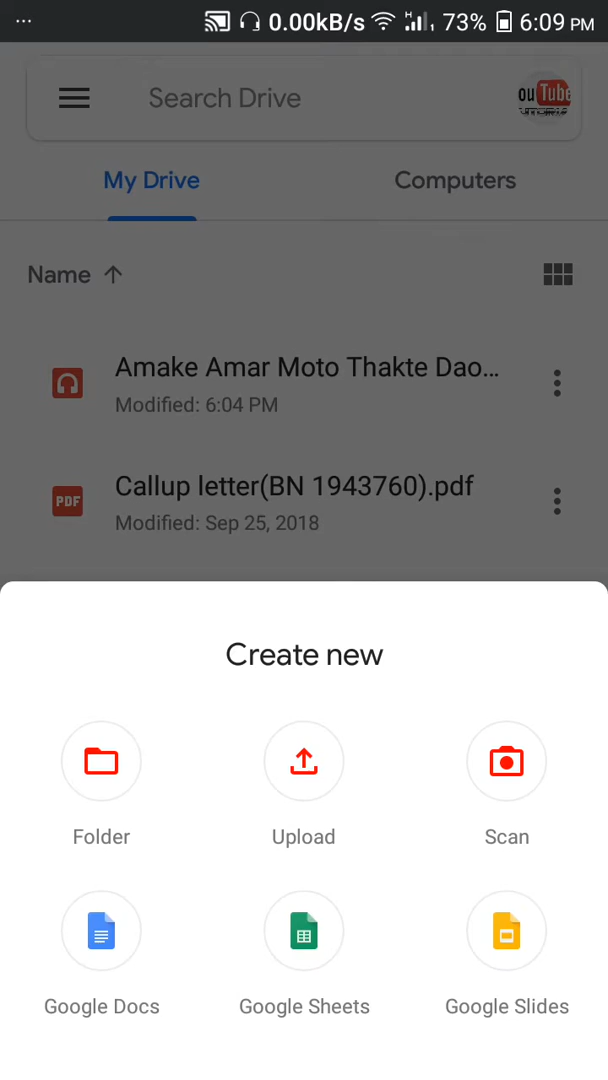 ... 0.00kB/s H 1 73% 6:09 PM
Search Drive
ouTube
My Drive Computers
Name
Amake Amar Moto Thakte Dao...
Modified: 6:04 PM
PDF Callup letter(BN 1943760).pdf
Modified: Sep 25, 2018
Create new
Folder Upload Scan
Google Docs Google Sheets Google Slides